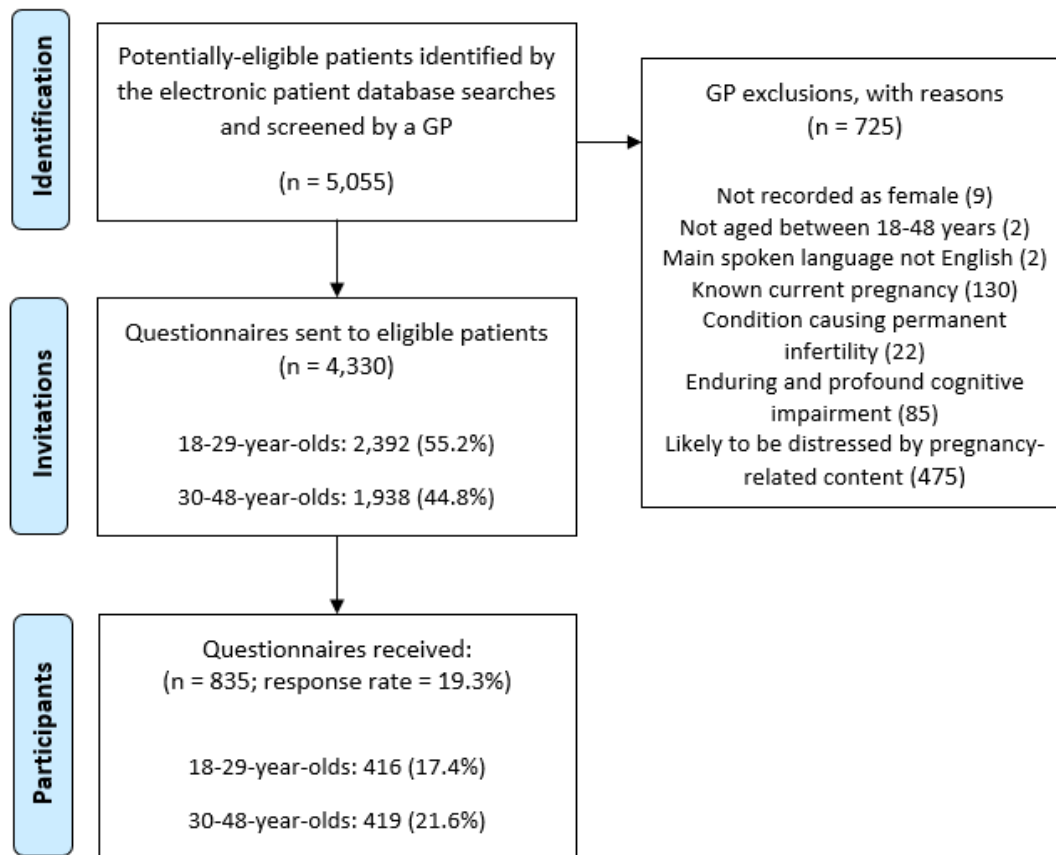 Identification
Potentially-eligible patients identified by
the electronic patient database searches
and screened by a GP
(n = 5,055)
GP exclusions, with reasons
(n = 725)
Not recorded as female (9)
Not aged between 18-48 years (2)
Main spoken language not English (2)
Known current pregnancy (130)
Condition causing permanent
infertility (22)
Enduring and profound cognitive
impairment (85)
Likely to be distressed by pregnancy-
related content (475)
Invitations
Questionnaires sent to eligible patients
(n = 4,330)
18-29-year-olds: 2,392 (55.2%)
30-48-year-olds: 1,938 (44.8%)
Participants
Questionnaires received:
(n = 835; response rate = 19.3%)
18-29-year-olds: 416 (17.4%)
30-48-year-olds: 419 (21.6%)